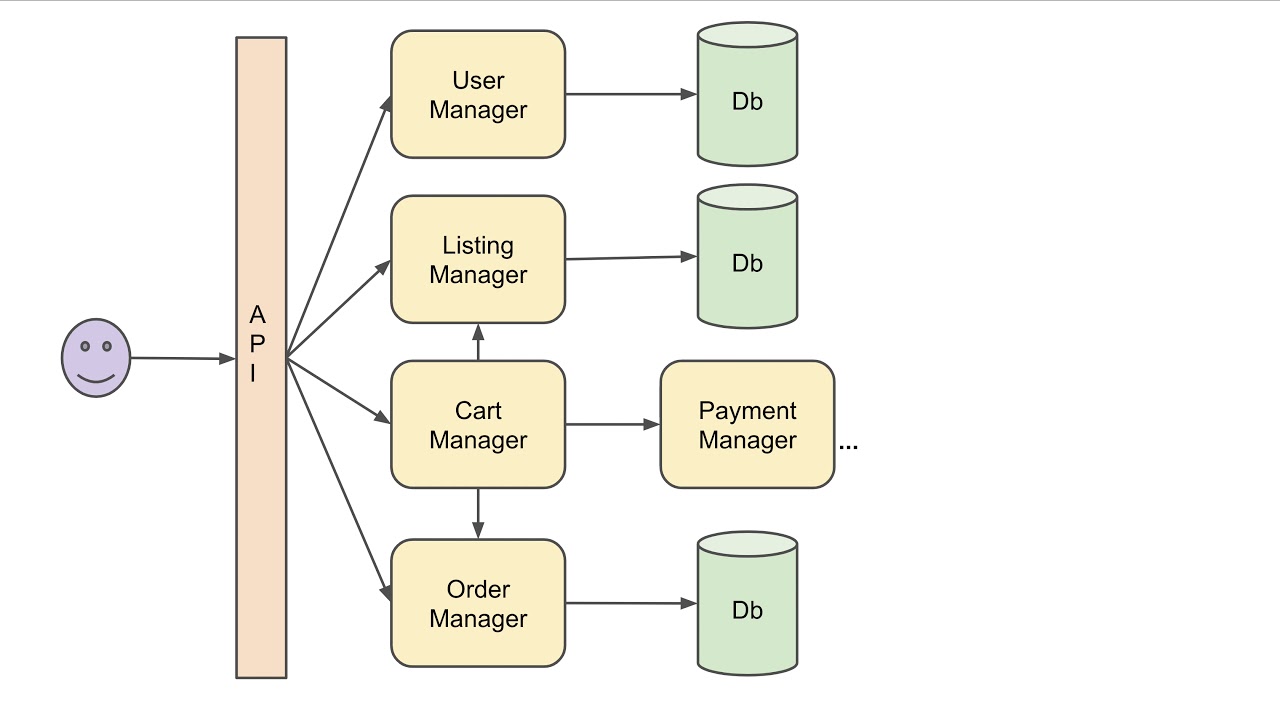 User
Manager
Db
Listing
Manager
Db
A
P
I
Cart
Manager
Payment
Manager
...
Order
Manager
Db